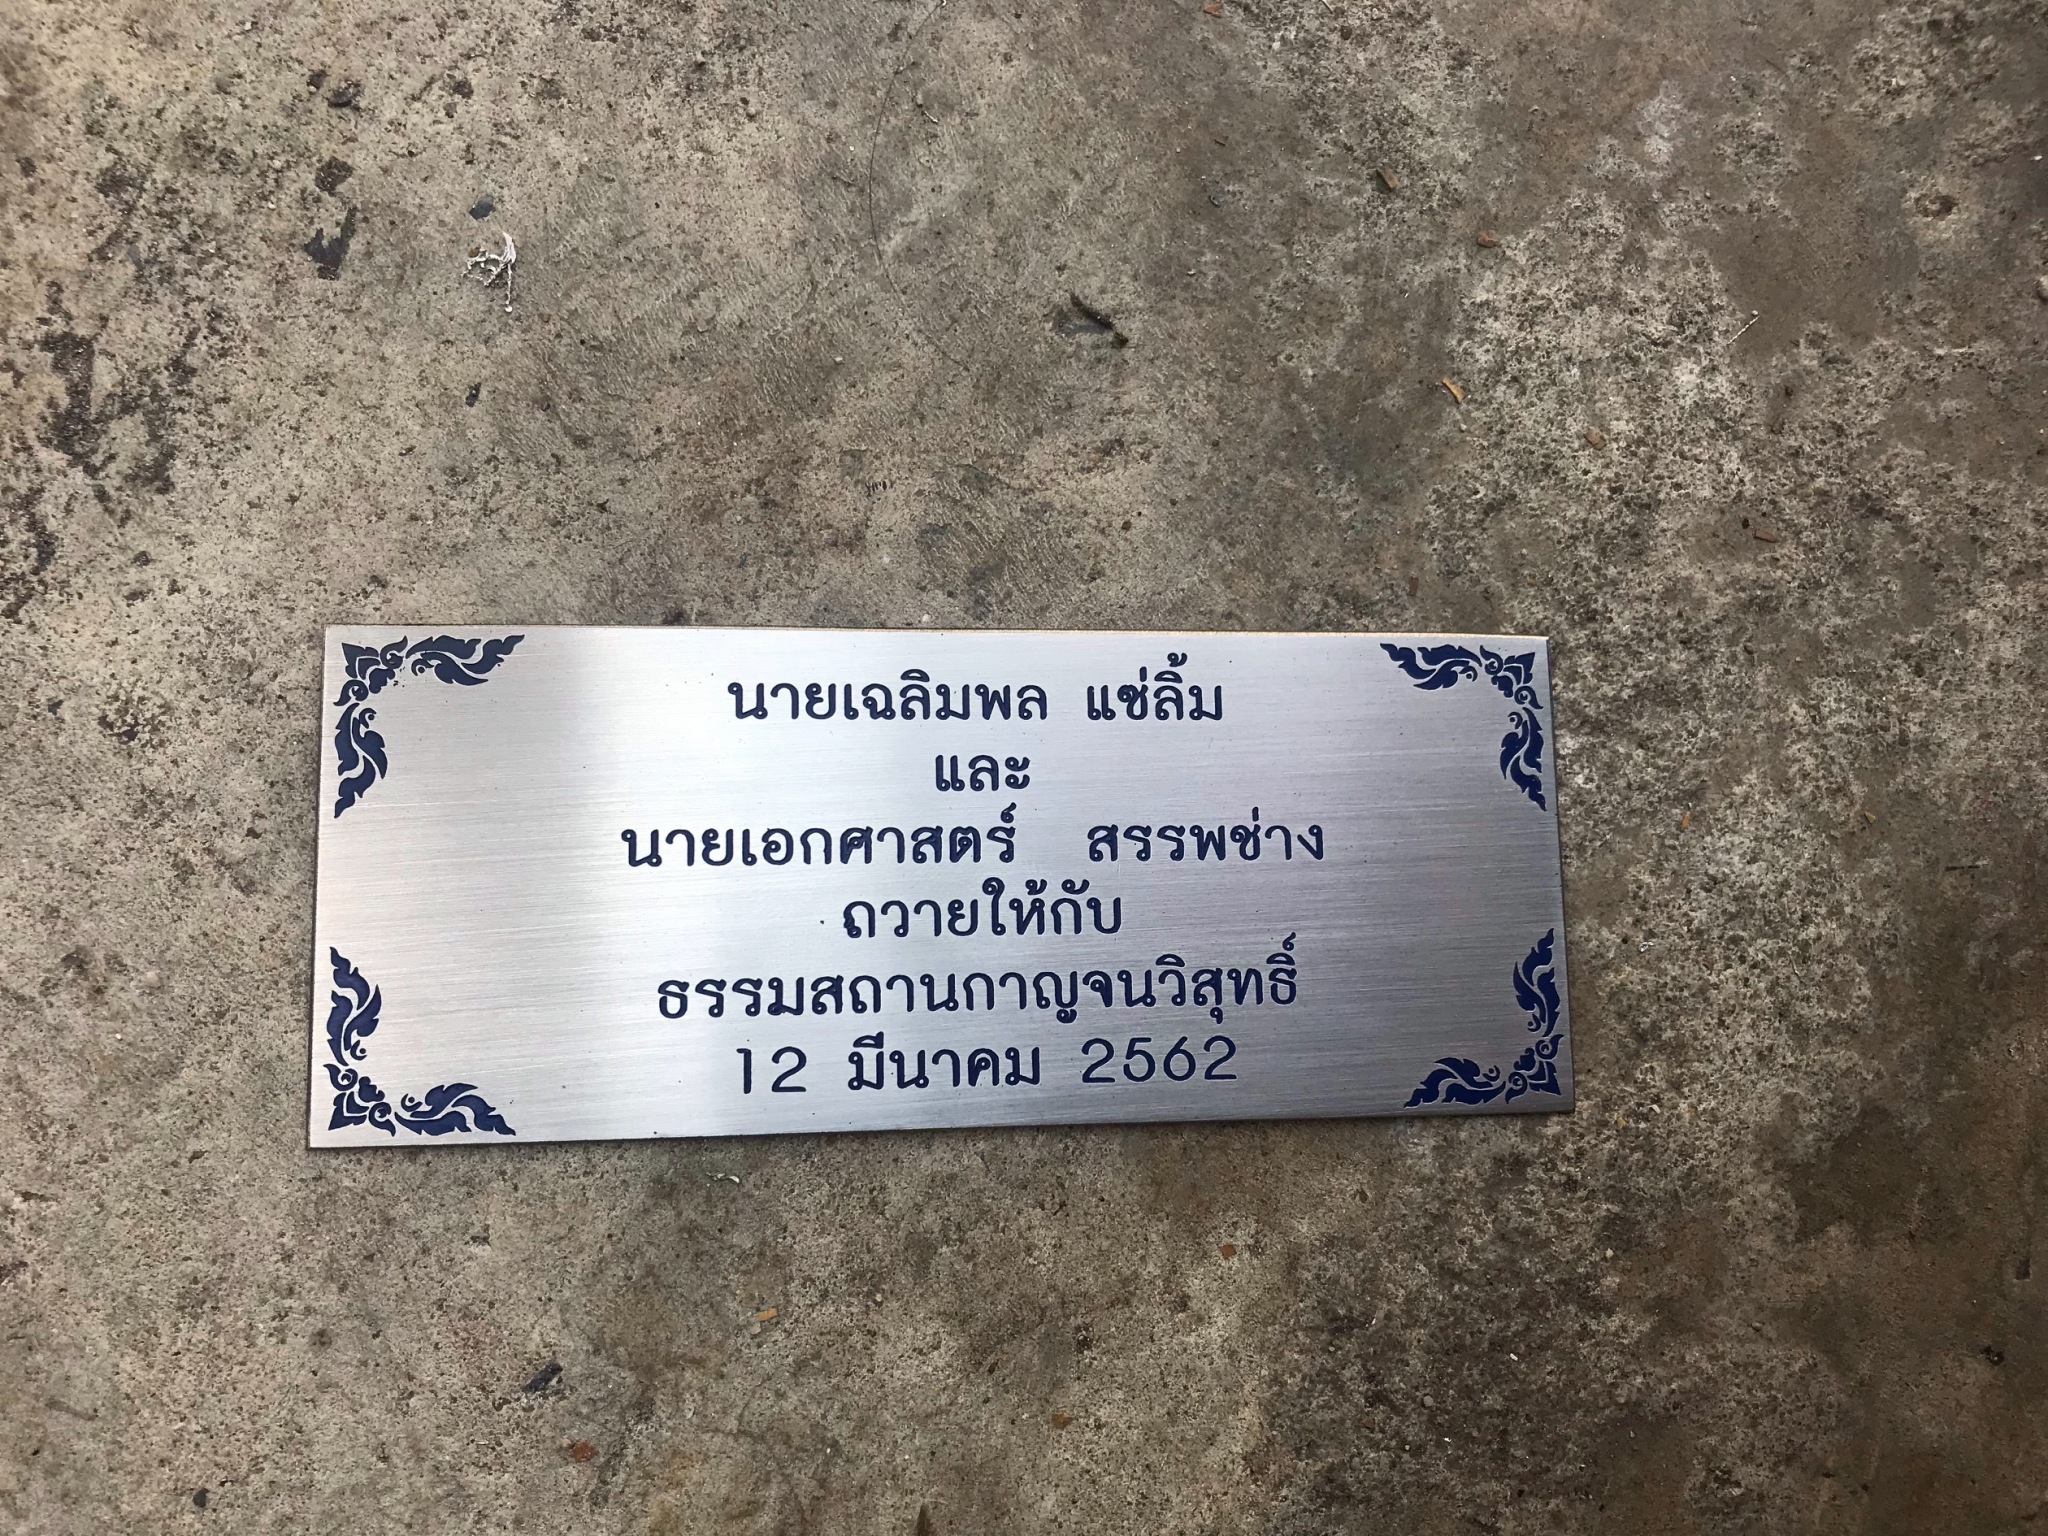 นายเฉลิมพล แซ่ลิ้ม
และ
นายเอกศาสตร์ สรรพช่าง
ถวายให้กับ
ธรรมสถานกาญจนวิสุทธิ์
12 มีนาคม 2562